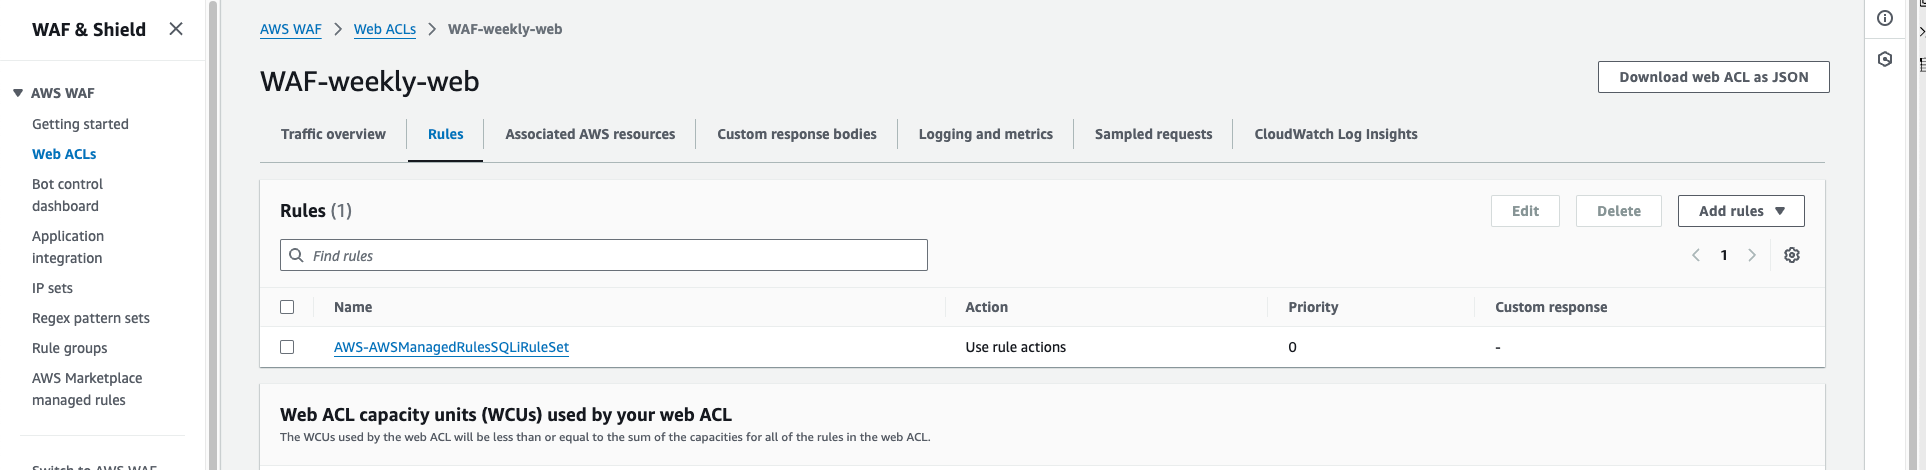 WAF & Shield
AWS WAF
Getting started
Web ACLs
Bot control
dashboard
Application
integration
IP sets
Regex pattern sets
Rule groups
AWS Marketplace
managed rules
Switch to AWS WAF
AWS WAF > Web ACLs > WAF-weekly-web
WAF-weekly-web
Download web ACL as JSON
Traffic overview Rules Associated AWS resources Custom response bodies Logging and metrics Sampled requests CloudWatch Log Insights
Rules (1)
Edit Delete Add rules
Find rules
1
Name Action Priority Custom response
AWS-AWSManagedRulesSQLiRuleSet Use rule actions 0 -
Web ACL capacity units (WCUs) used by your web ACL
The WCUs used by the web ACL will be less than or equal to the sum of the capacities for all of the rules in the web ACL.